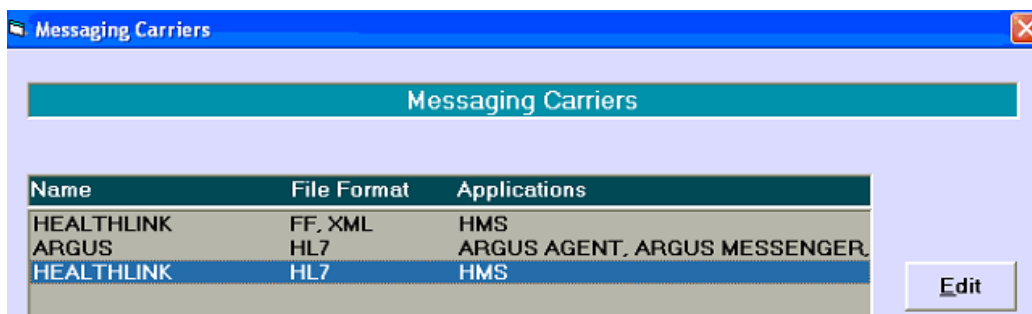 Messaging Carriers
Messaging Carriers
Name File Format Applications
HEALTHLINK FF, XML HMS
ARGUS HL7 ARGUS AGENT, ARGUS MESSENGER,
HEALTHLINK HL7 HMS
Edit